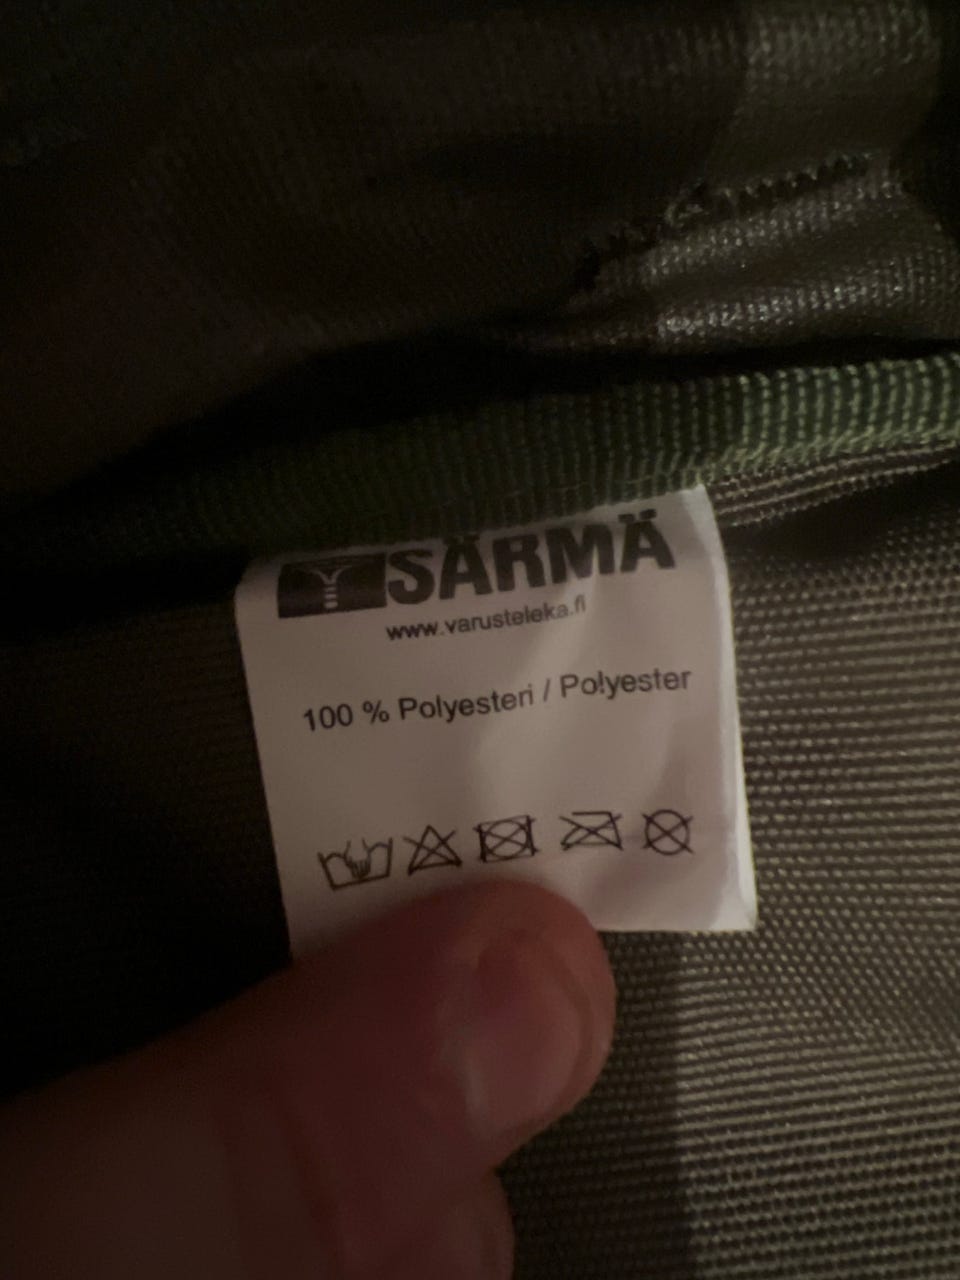 SÄRMÄ
www.varusteleka.fi
100 % Polyesteri / Polyester